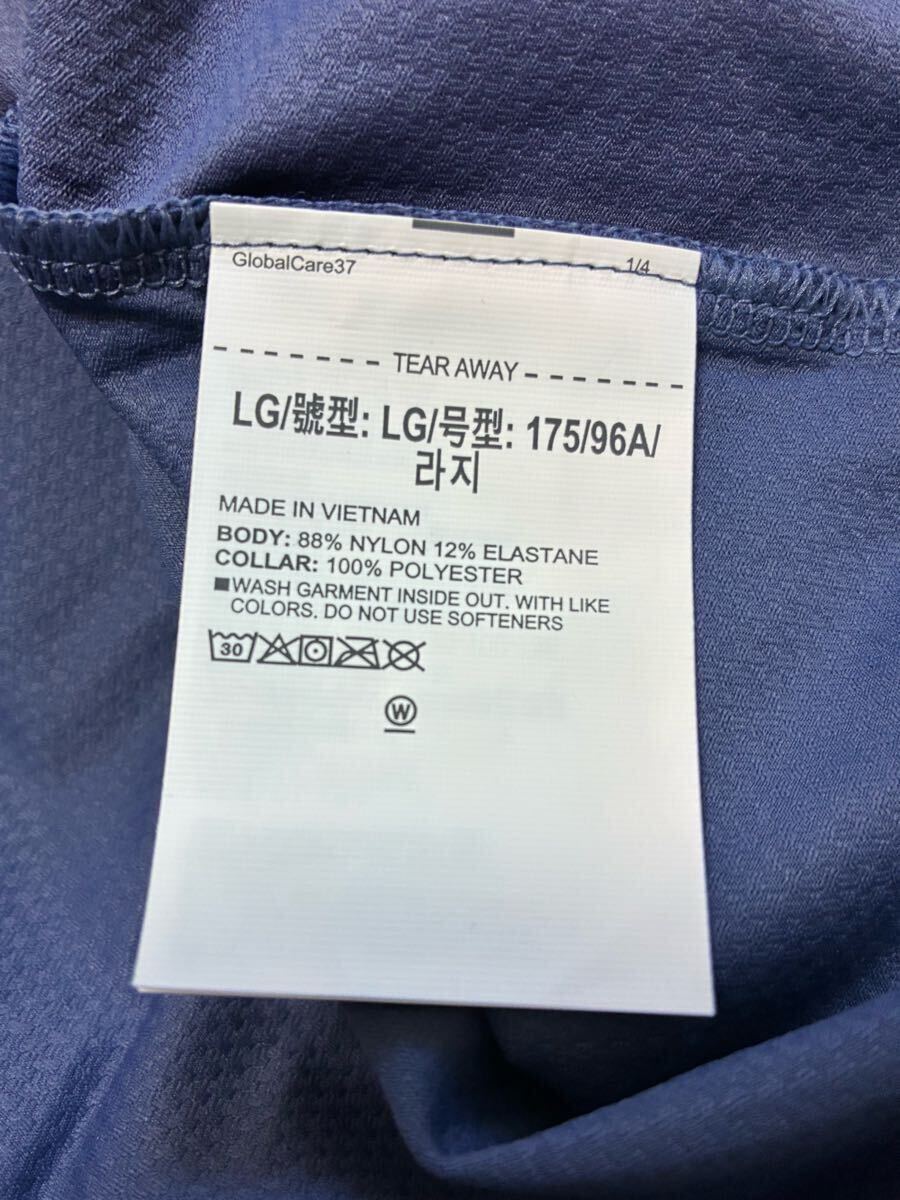 GlobalCare37 1/4
TEAR AWAY
LG/號型: LG/号型: 175/96A/
라지
MADE IN VIETNAM
BODY: 88% NYLON 12% ELASTANE
COLLAR: 100% POLYESTER
■WASH GARMENT INSIDE OUT. WITH LIKE
COLORS. DO NOT USE SOFTENERS
30
W